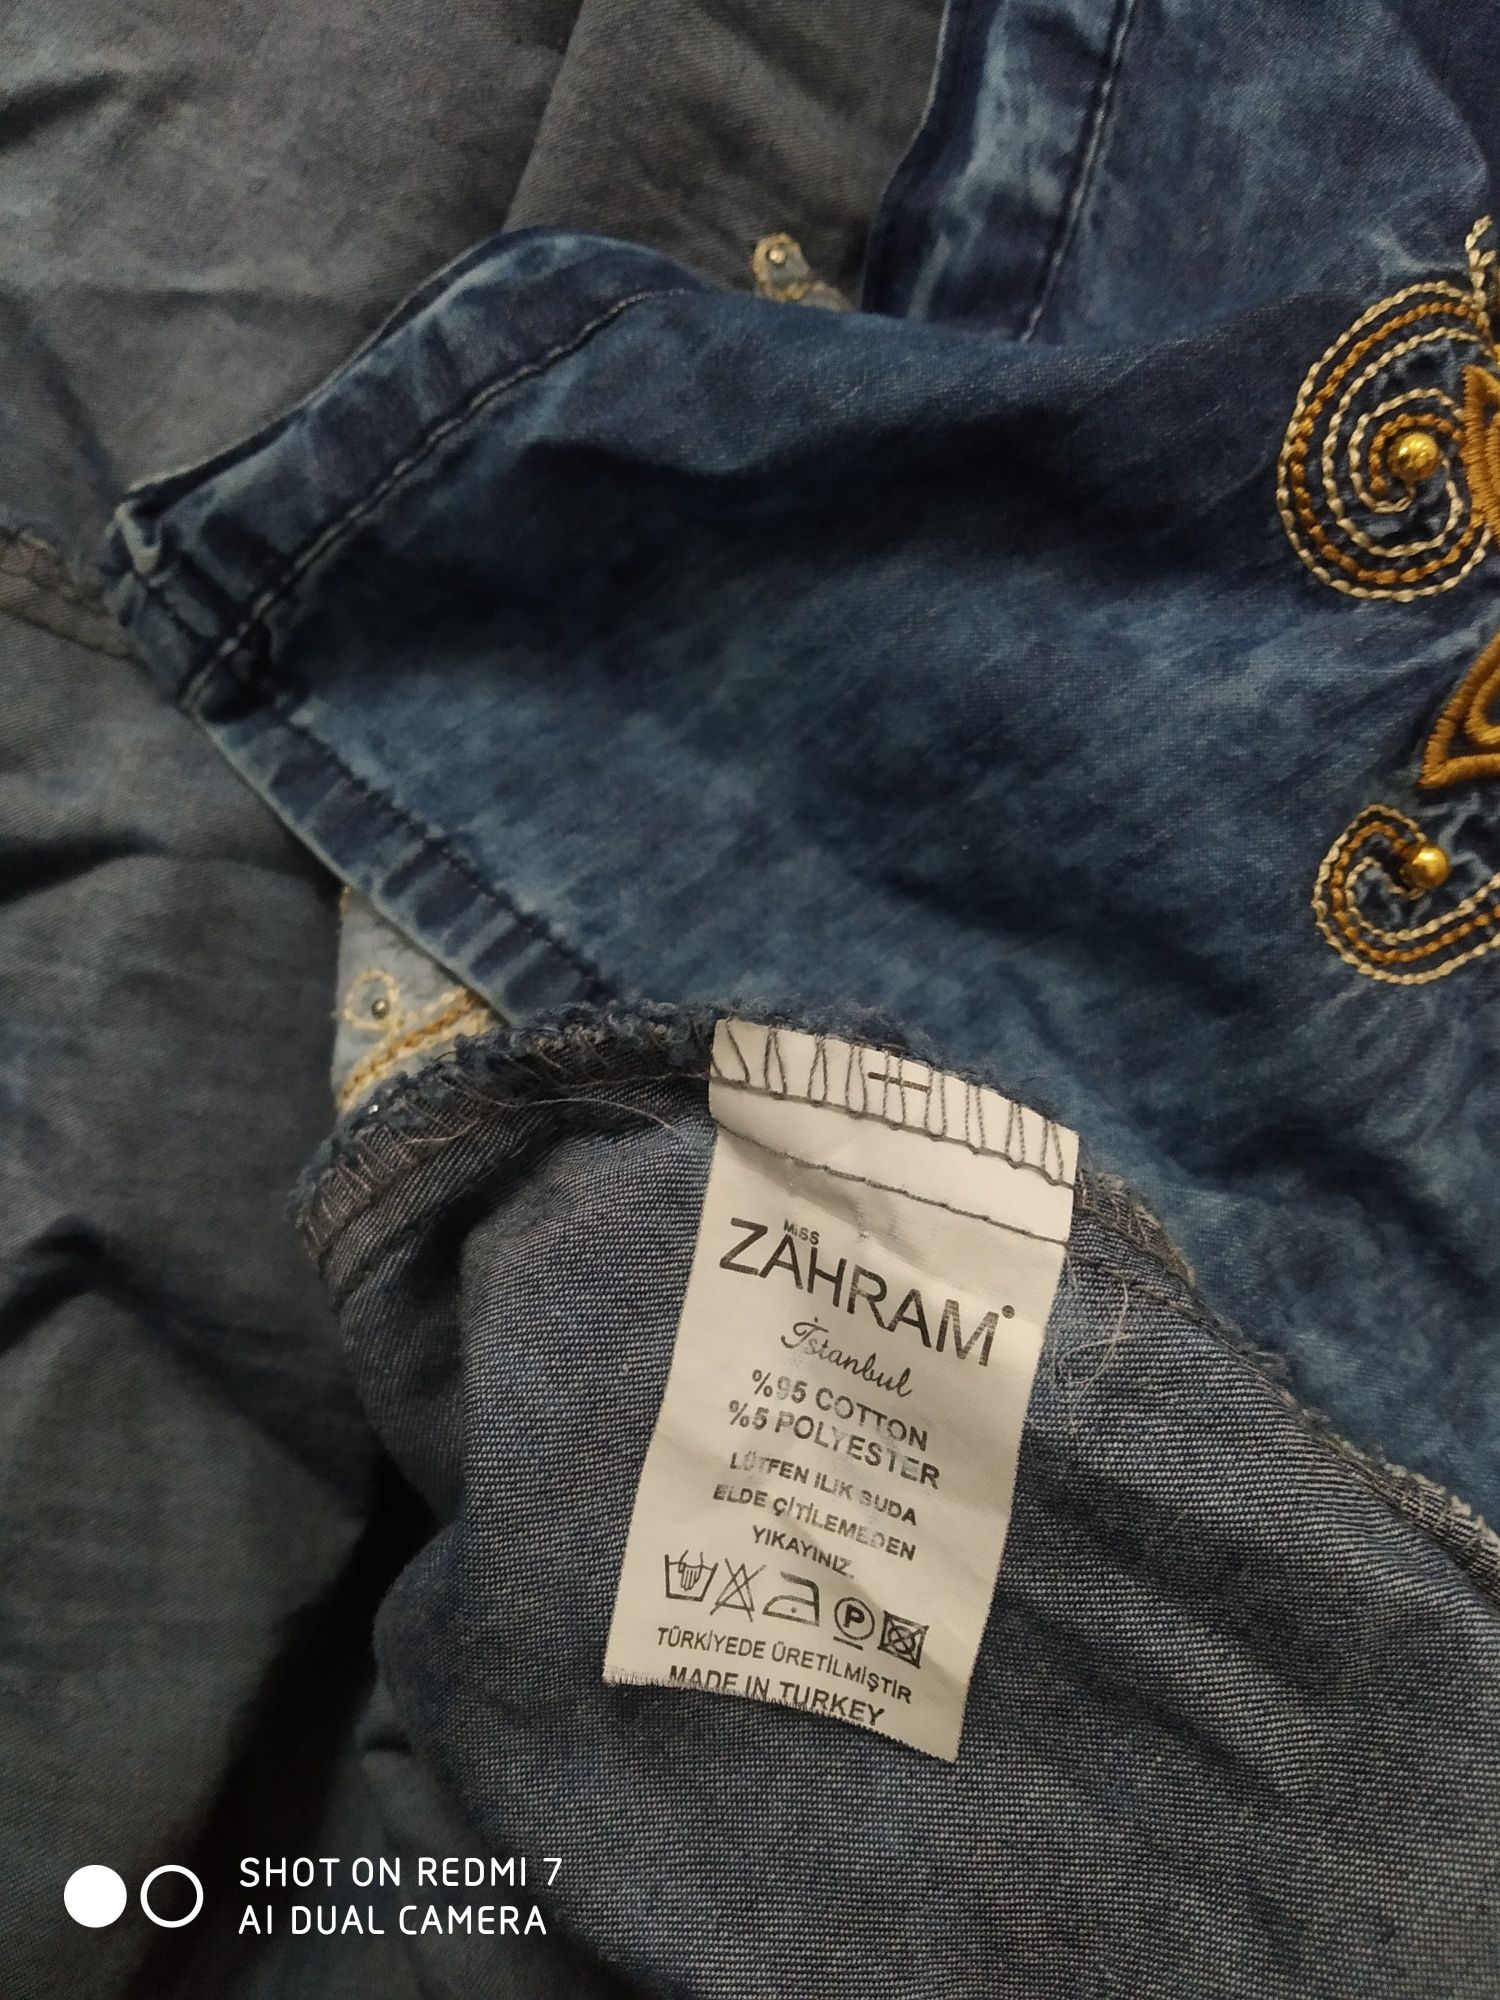 MISS
ZAHRAM
İstanbul
%95 COTTON
%5 POLYESTER
LÜTFEN ILIK SUDA
ELDE ÇİTİLEMEDEN
YIKAYINIZ.
P
TÜRKİYEDE ÜRETİLMİŞTİR
MADE IN TURKEY
SHOT ON REDMI 7
AI DUAL CAMERA